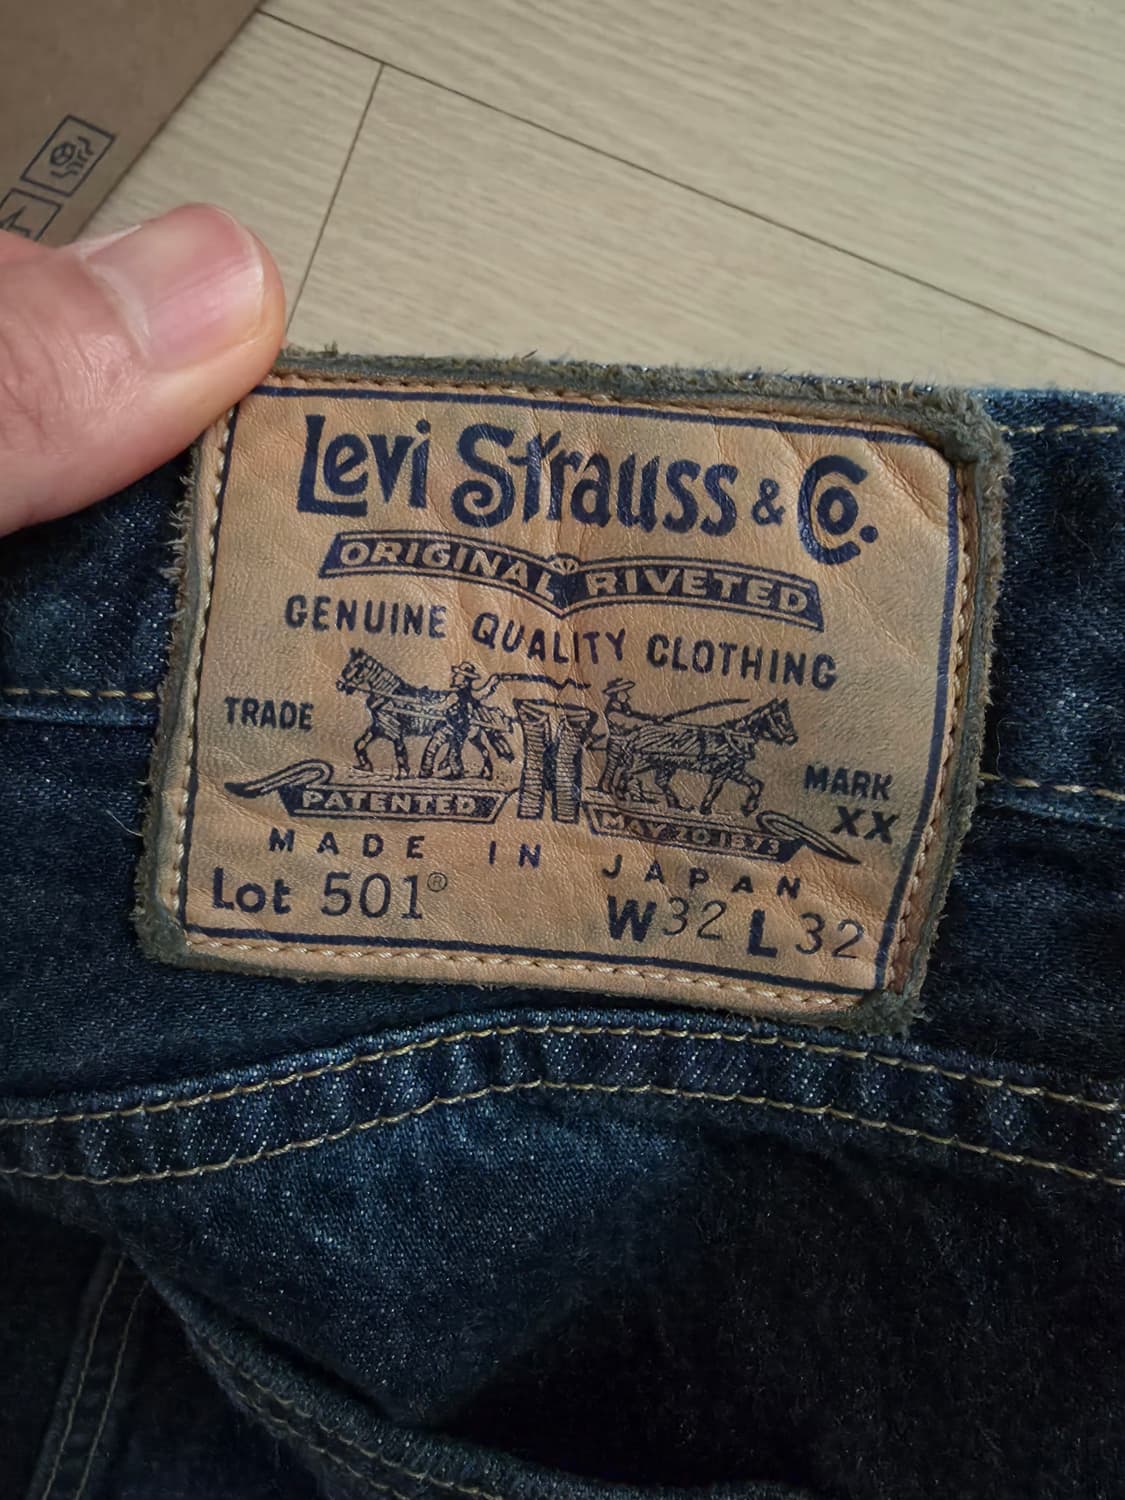 Levi Strauss & Co.
ORIGINAL RIVETED
GENUINE QUALITY CLOTHING
TRADE
MARK
XX
PATENTED
MAY 20 1873
MADE IN JAPAN
Lot 501®
W32 L32